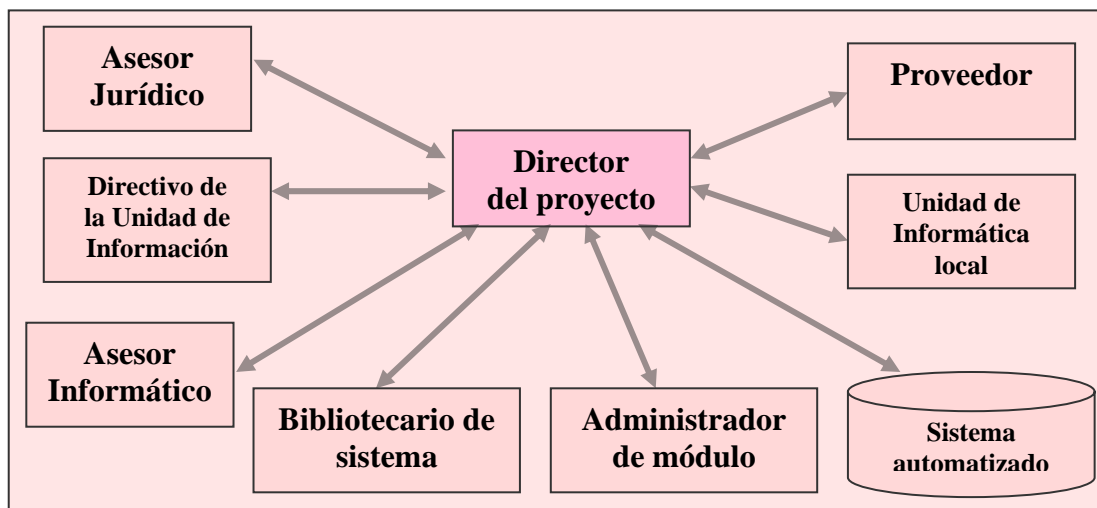 Asesor
Jurídico
Proveedor
Director
del proyecto
Directivo de
la Unidad de
Información
Unidad de
Informática
local
Asesor
Informático
Bibliotecario de
sistema
Administrador
de módulo
Sistema
automatizado